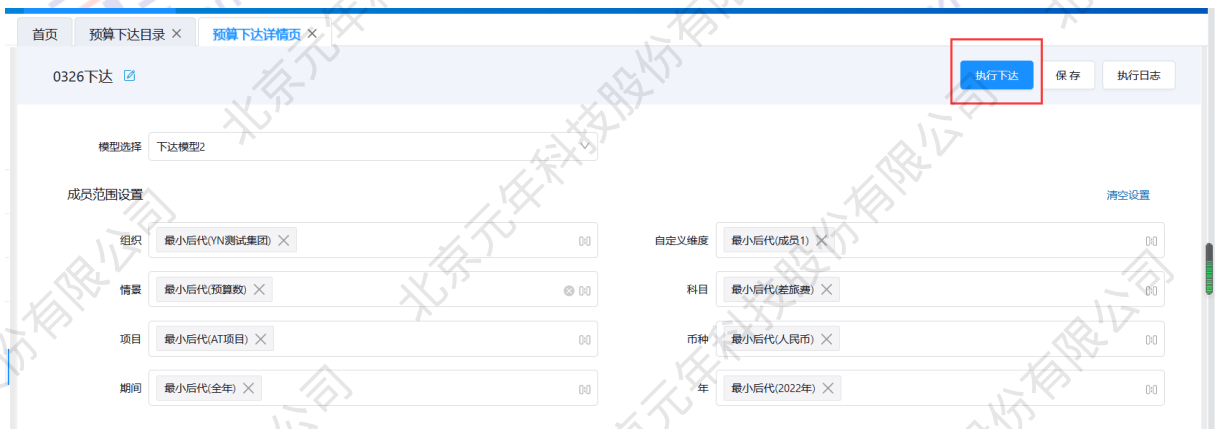 首页 预算下达目录 × 预算下达详情页 ×
0326下达 执行下达 保存 执行日志
模型选择 下达模型2
成员范围设置 清空设置
组织 最小后代(YN测试集团) × 自定义维度 最小后代(成员1) ×
情景 最小后代(预算数) × 科目 最小后代(差旅费) ×
项目 最小后代(AT项目) × 币种 最小后代(人民币) ×
期间 最小后代(全年) × 年 最小后代(2022年) ×
北京元年科技股份有限公司